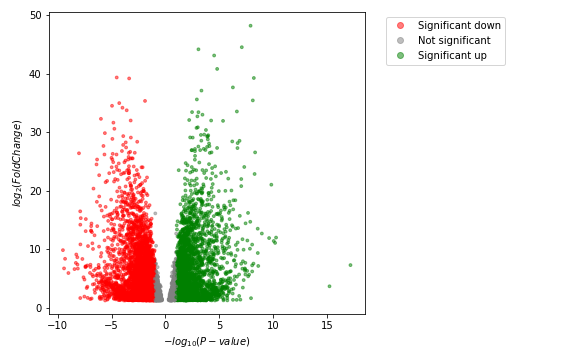 50
40
30
20
10
0
log₂(FoldChange)
−10
−5
0
5
10
15
−log₁₀(P − value)
Significant down
Not significant
Significant up